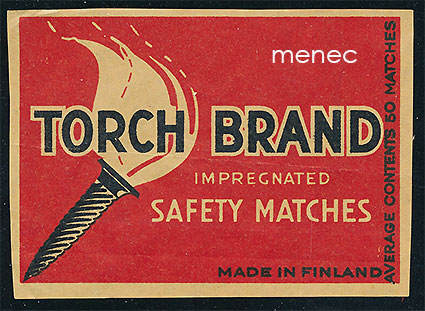 menec
TORCH BRAND
IMPREGNATED
SAFETY MATCHES
MADE IN FINLAND
AVERAGE CONTENTS 50 MATCHES